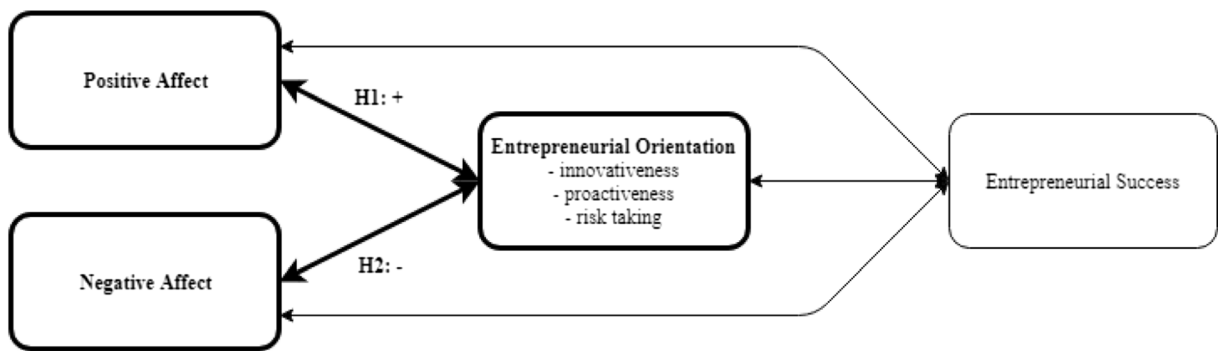 Positive Affect
H1: +
Entrepreneurial Orientation
- innovativeness
- proactiveness
- risk taking
Entrepreneurial Success
H2: -
Negative Affect